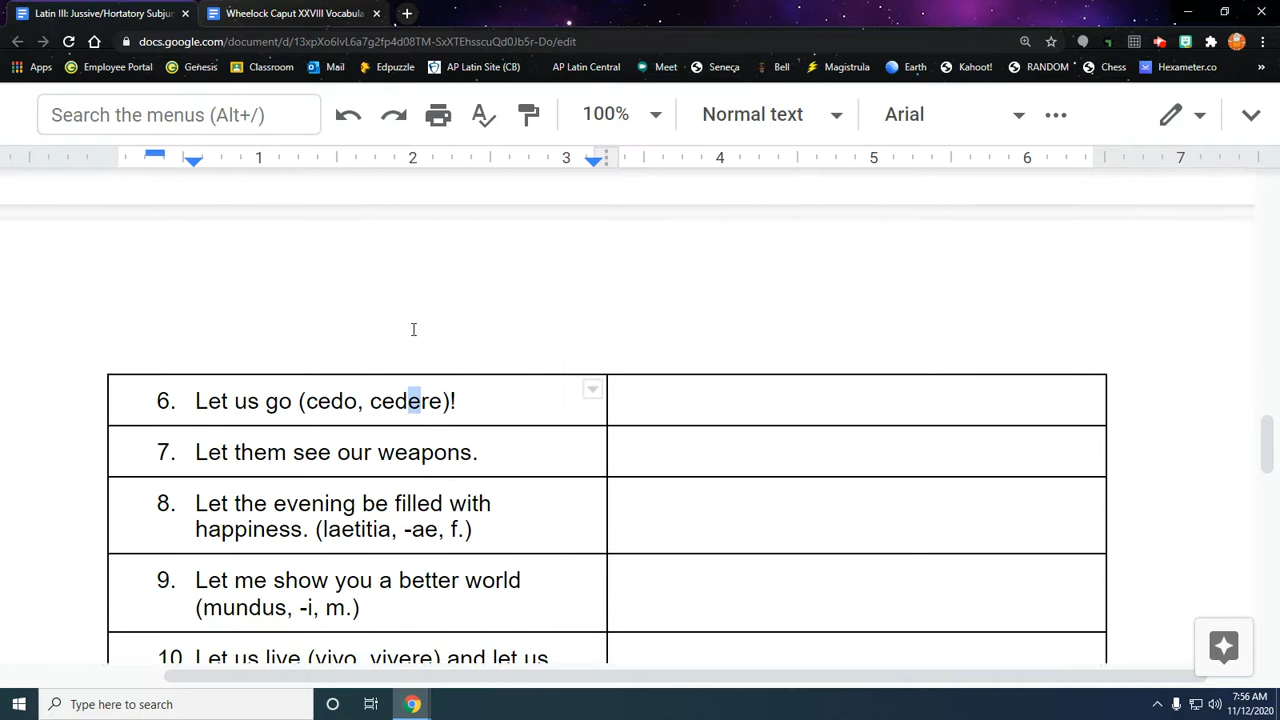 Latin III: Jussive/Hortatory Subjur
Wheelock Caput XXVIII Vocabula
docs.google.com/document/d/13xpXo6IvL6a7g2fp4d08TM-SxXTEhsscuQd0Jb5r-Do/edit
Apps Employee Portal Genesis Classroom Mail Edpuzzle AP Latin Site (CB) AP Latin Central Meet Seneca Bell Magistrula Earth Kahoot! RANDOM Chess Hexameter.co »
Search the menus (Alt+/) 100% Normal text Arial
1 2 3 4 5 6 7
6. Let us go (cedo, cedere)!
7. Let them see our weapons.
8. Let the evening be filled with
happiness. (laetitia, -ae, f.)
9. Let me show you a better world
(mundus, -i, m.)
10. Let us live (vivo, vivere) and let us
Type here to search
7:56 AM
11/12/2020